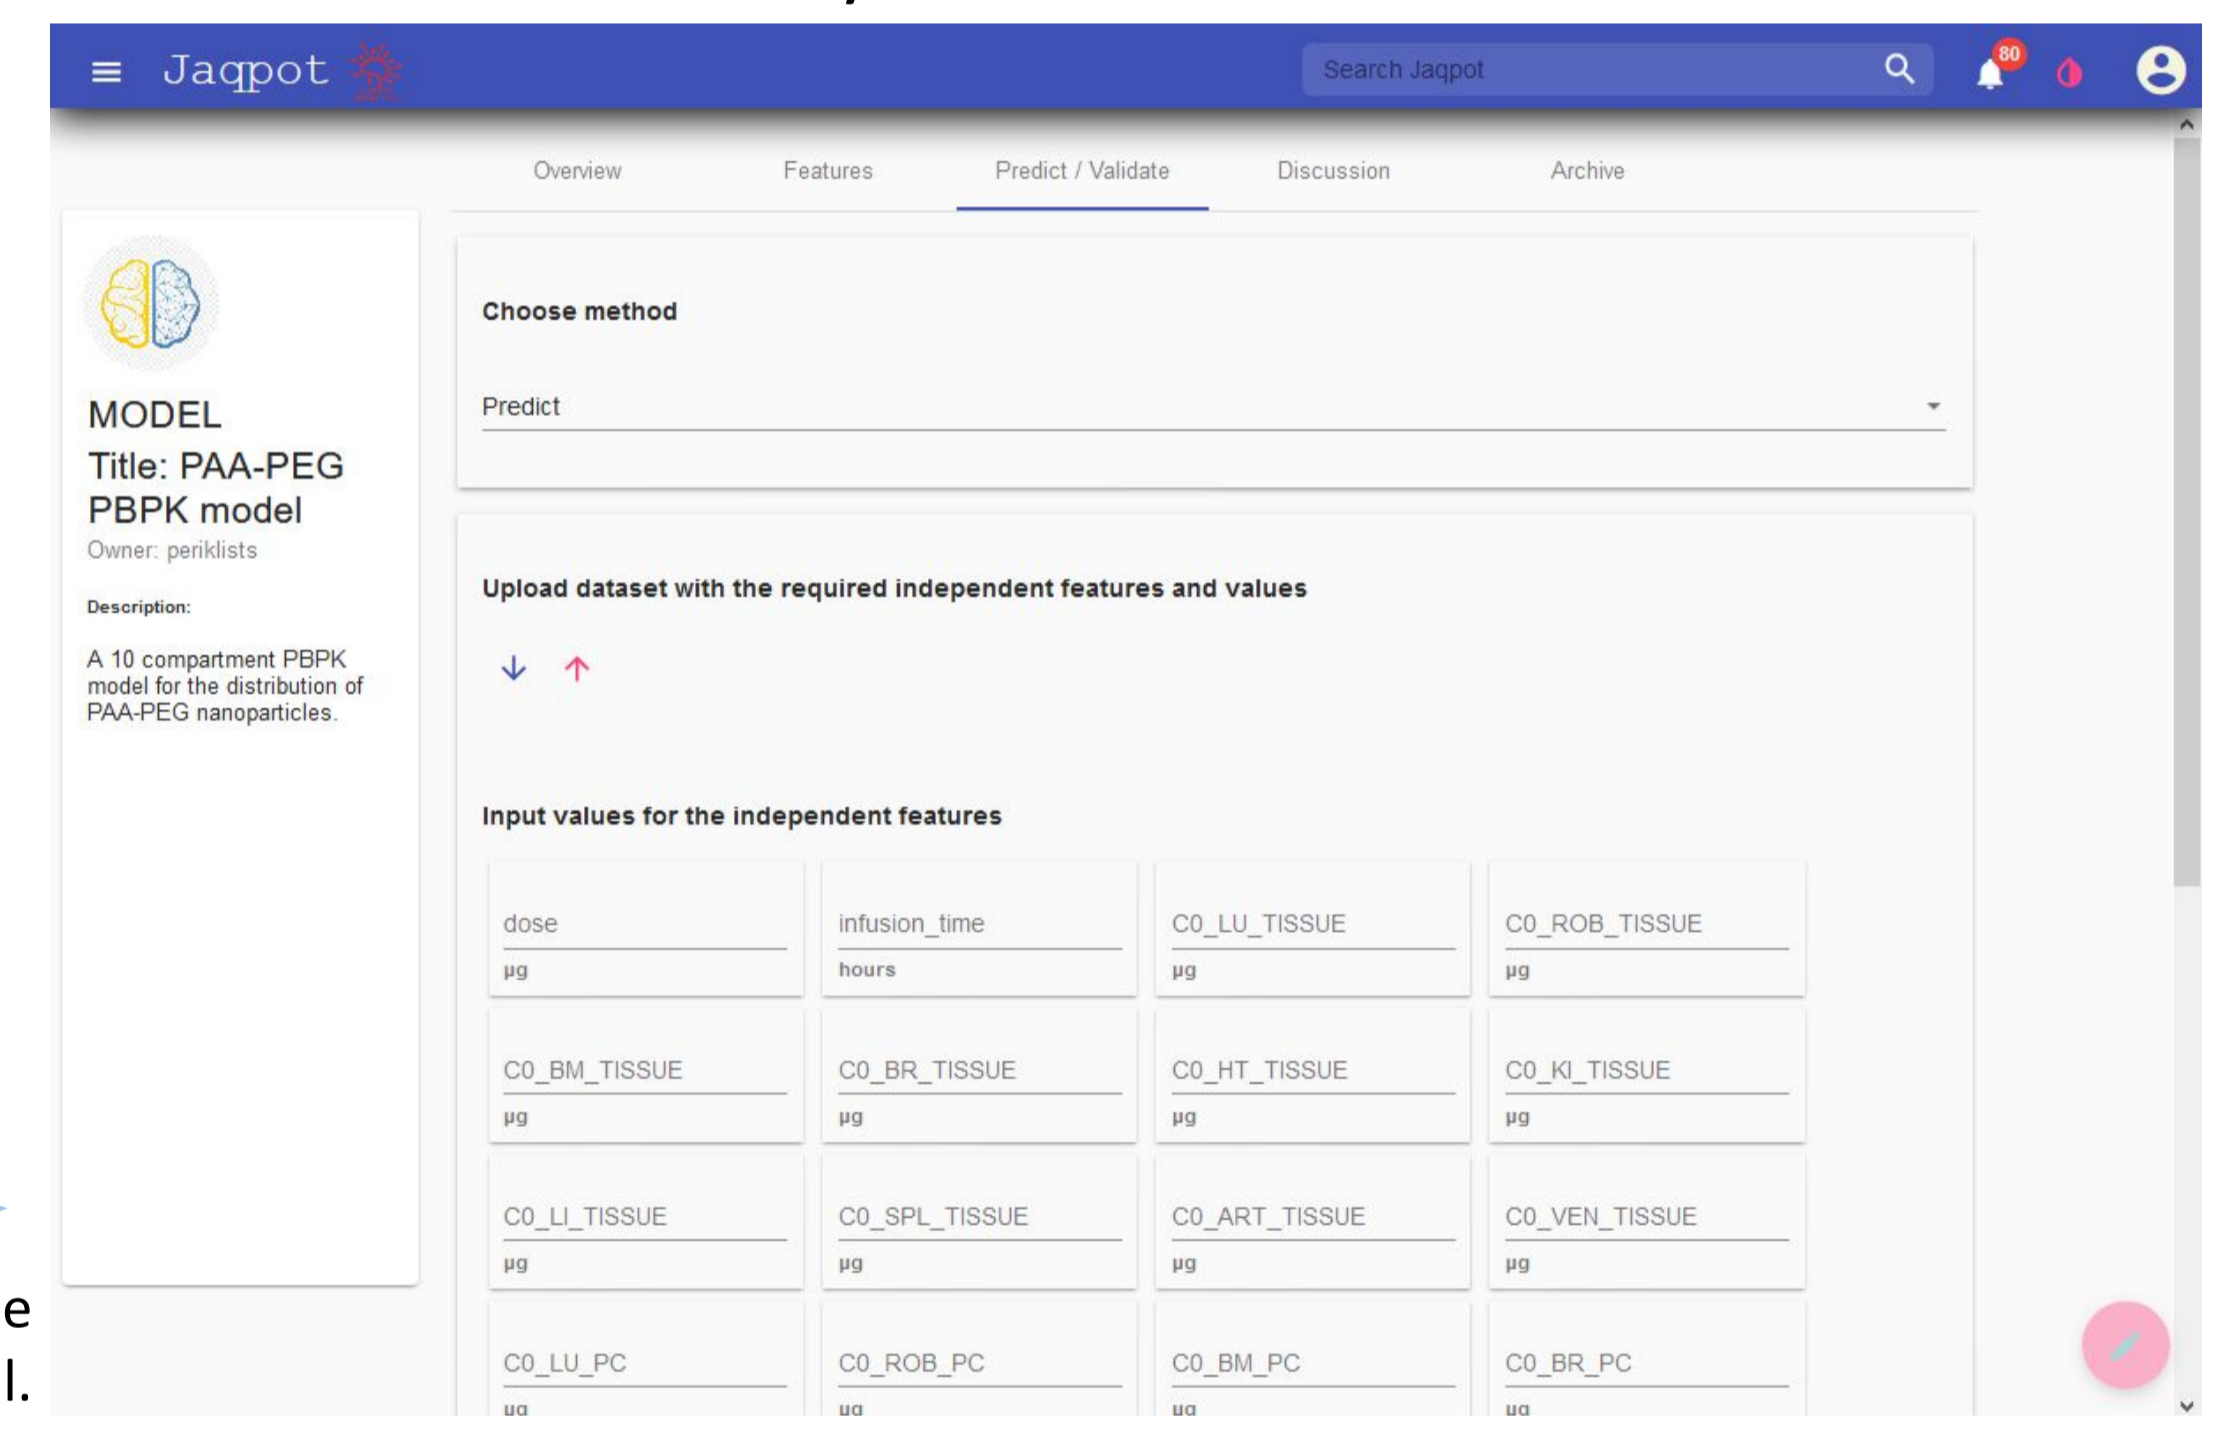 Jaqpot
Search Jaqpot
80
Overview Features Predict / Validate Discussion Archive
MODEL
Title: PAA-PEG
PBPK model
Owner: periklists
Description:
A 10 compartment PBPK
model for the distribution of
PAA-PEG nanoparticles.
Choose method
Predict
Upload dataset with the required independent features and values
Input values for the independent features
dose infusion_time C0_LU_TISSUE C0_ROB_TISSUE
µg hours µg µg
C0_BM_TISSUE C0_BR_TISSUE C0_HT_TISSUE C0_KI_TISSUE
µg µg µg µg
C0_LI_TISSUE C0_SPL_TISSUE C0_ART_TISSUE C0_VEN_TISSUE
µg µg µg µg
C0_LU_PC C0_ROB_PC C0_BM_PC C0_BR_PC
µg µg µg µg
e
l.